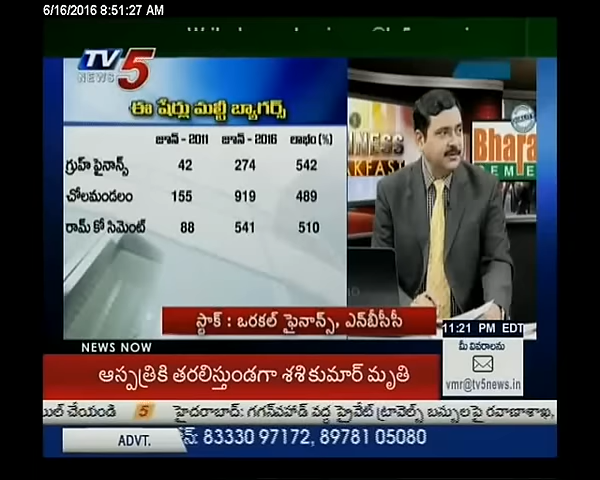 6/16/2016 8:51:27 AM
TV5
NEWS
ఈ షేర్లు మల్టీ బ్యాగర్స్
జూన్ - 2011 జూన్ - 2016 లాభం (%)
గ్రుహ్ ఫైనాన్స్ 42 274 542
చోలమండలం 155 919 489
రామ్ కో సిమెంట్ 88 541 510
స్టాక్ : ఒరకల్ ఫైనాన్స్, ఎన్‌బీసీసీ
11:21 PM EDT
NEWS NOW
మీ వివరాలను
ఆస్పత్రికి తరలిస్తుండగా శశికుమార్ మృతి
vmr@tv5news.in
చేయండి 5 హైదరాబాద్: గగన్‌పహాడ్ వద్ద ప్రైవేట్ ట్రావెల్స్ బస్సులపై రవాణాశాఖ,
ADVT. 83330 97172, 89781 05080